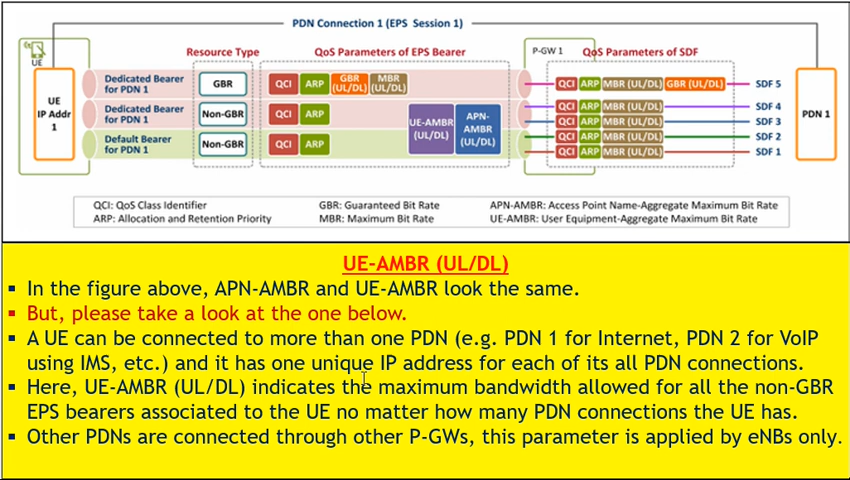 PDN Connection 1 (EPS Session 1)
UE
Resource Type
QoS Parameters of EPS Bearer
P-GW 1
QoS Parameters of SDF
UE
IP Addr
1
Dedicated Bearer
for PDN 1
GBR
QCI
ARP
GBR
(UL/DL)
MBR
(UL/DL)
QCI ARP MBR (UL/DL) GBR (UL/DL)
SDF 5
Dedicated Bearer
for PDN 1
Non-GBR
QCI
ARP
UE-AMBR
(UL/DL)
APN-
AMBR
(UL/DL)
QCI ARP MBR (UL/DL)
SDF 4
QCI ARP MBR (UL/DL)
SDF 3
Default Bearer
for PDN 1
Non-GBR
QCI
ARP
QCI ARP MBR (UL/DL)
SDF 2
QCI ARP MBR (UL/DL)
SDF 1
PDN 1
QCI: QoS Class Identifier
GBR: Guaranteed Bit Rate
APN-AMBR: Access Point Name-Aggregate Maximum Bit Rate
ARP: Allocation and Retention Priority
MBR: Maximum Bit Rate
UE-AMBR: User Equipment-Aggregate Maximum Bit Rate
UE-AMBR (UL/DL)
▪ In the figure above, APN-AMBR and UE-AMBR look the same.
▪ But, please take a look at the one below.
▪ A UE can be connected to more than one PDN (e.g. PDN 1 for Internet, PDN 2 for VoIP
using IMS, etc.) and it has one unique IP address for each of its all PDN connections.
▪ Here, UE-AMBR (UL/DL) indicates the maximum bandwidth allowed for all the non-GBR
EPS bearers associated to the UE no matter how many PDN connections the UE has.
▪ Other PDNs are connected through other P-GWs, this parameter is applied by eNBs only.